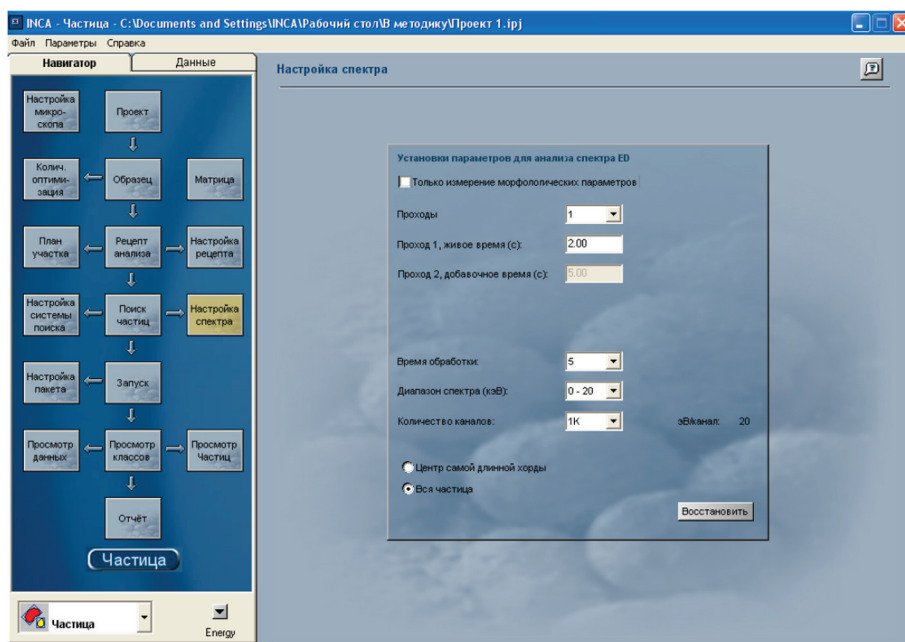 INCA - Частица - C:\Documents and Settings\INCA\Рабочий стол\В методику\Проект 1.ipj
Файл Параметры Справка
Навигатор Данные
Настройка микро-скопа
Проект
Колич. оптими-зация
Образец
Матрица
План участка
Рецепт анализа
Настройка рецепта
Настройка системы поиска
Поиск частиц
Настройка спектра
Настройка пакета
Запуск
Просмотр данных
Просмотр классов
Просмотр Частиц
Отчёт
Частица
Частица
Energy
Настройка спектра
Установки параметров для анализа спектра ED
Только измерение морфологических параметров
Проходы 1
Проход 1, живое время (с): 2.00
Проход 2, добавочное время (с): 5.00
Время обработки: 5
Диапазон спектра (кэВ): 0 - 20
Количество каналов: 1K эВ/канал: 20
Центр самой длинной хорды
Вся частица
Восстановить